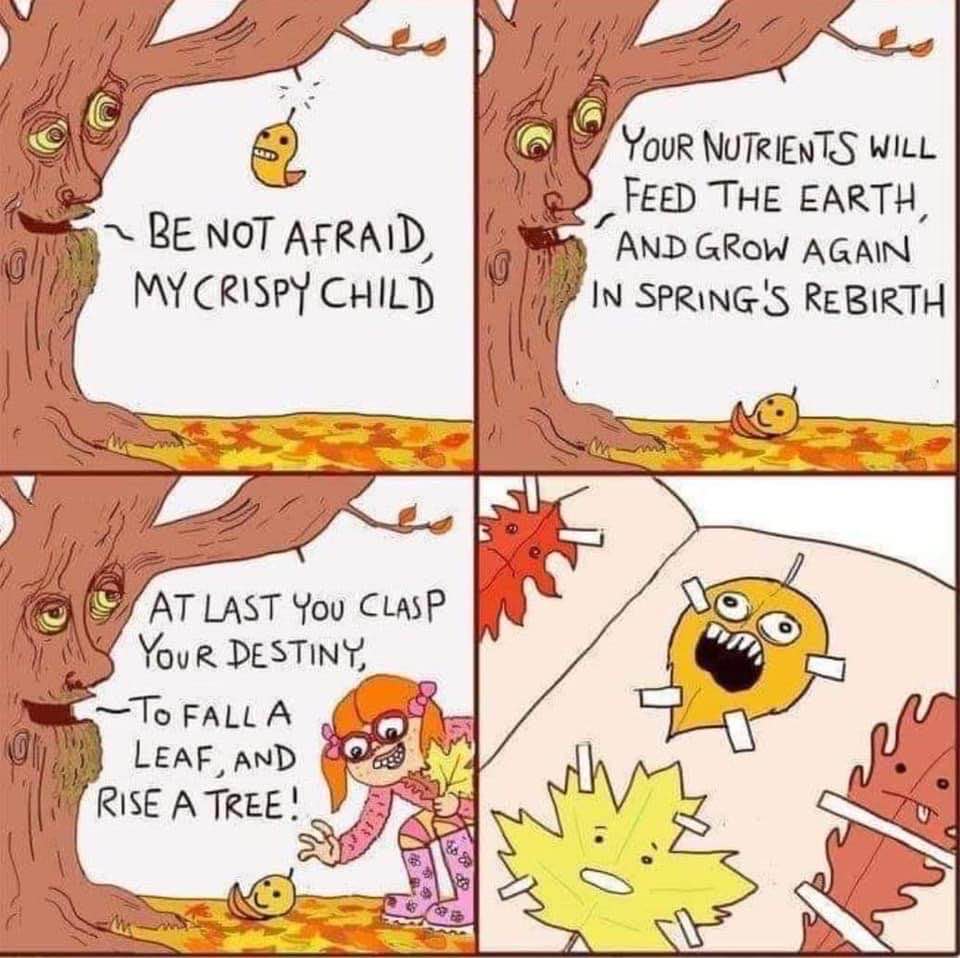 BE NOT AFRAID,
MY CRISPY CHILD
YOUR NUTRIENTS WILL
FEED THE EARTH,
AND GROW AGAIN
IN SPRING'S REBIRTH
AT LAST YOU CLASP
YOUR DESTINY,
TO FALL A
LEAF, AND
RISE A TREE!